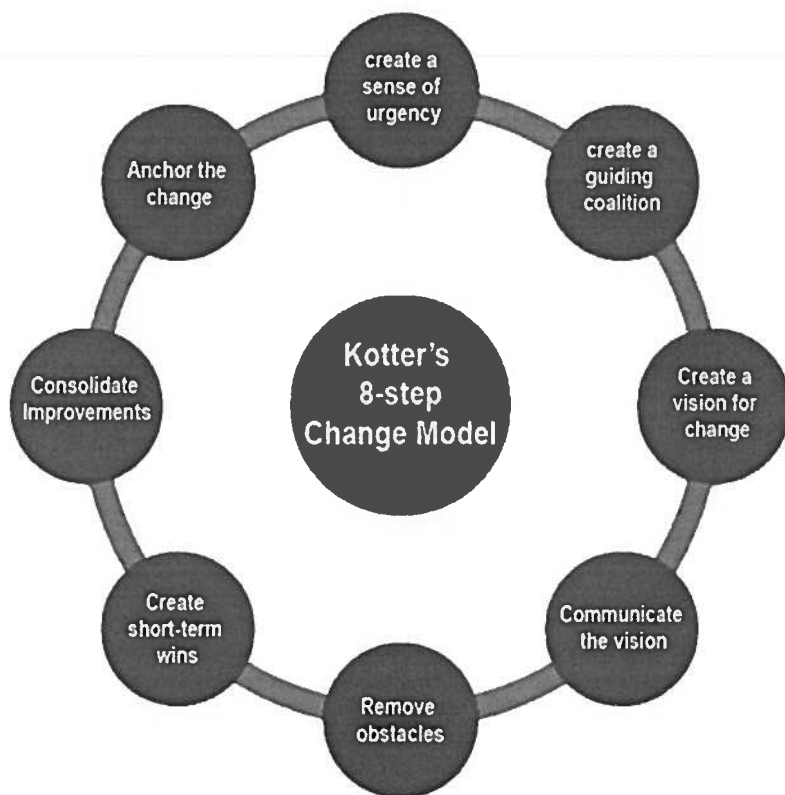 create a
sense of
urgency
create a
guiding
coalition
Create a
vision for
change
Communicate
the vision
Remove
obstacles
Create
short-term
wins
Consolidate
Improvements
Anchor the
change
Kotter's
8-step
Change Model